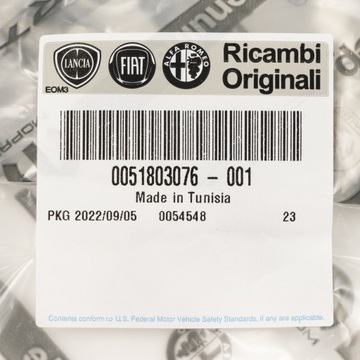 LANCIA
FIAT
ALFA ROMEO
Ricambi
Originali
EOM3
0051803076 - 001
Made in Tunisia
PKG 2022/09/05 0054548 23
Contents conform to U.S. Federal Motor Vehicle Safety Standards, if any are applicable.